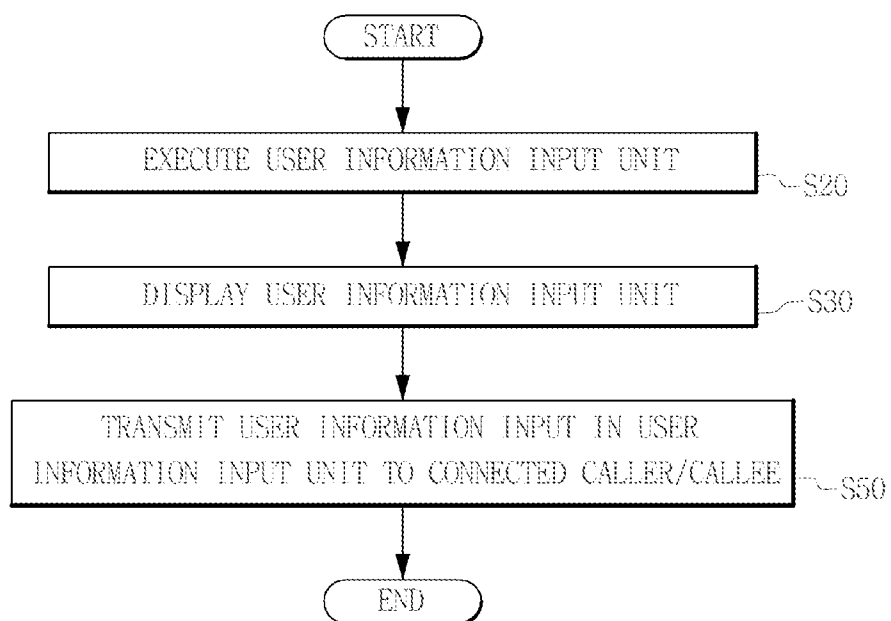 START
EXECUTE USER INFORMATION INPUT UNIT
S20
DISPLAY USER INFORMATION INPUT UNIT
S30
TRANSMIT USER INFORMATION INPUT IN USER
INFORMATION INPUT UNIT TO CONNECTED CALLER/CALLEE
S50
END